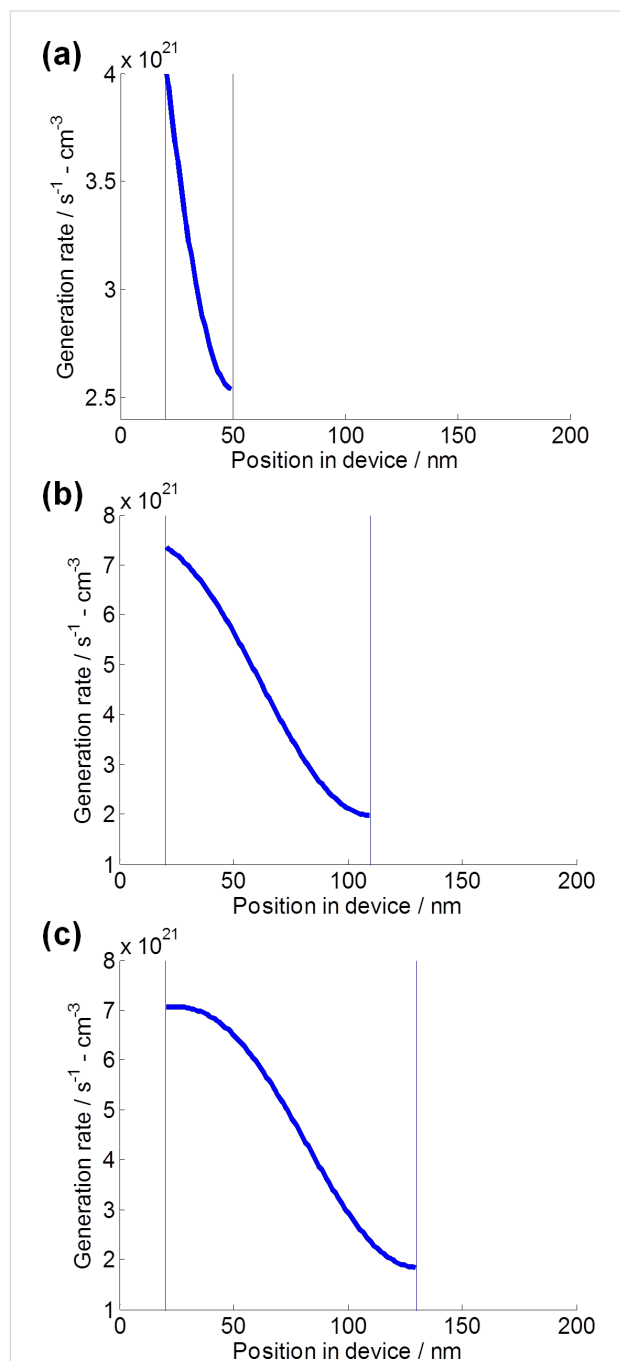 (a)
4 x 10^21
3.5
3
2.5
Generation rate / s^-1 - cm^-3
0 50 100 150 200
Position in device / nm
(b)
8 x 10^21
7
6
5
4
3
2
1
Generation rate / s^-1 - cm^-3
0 50 100 150 200
Position in device / nm
(c)
8 x 10^21
7
6
5
4
3
2
1
Generation rate / s^-1 - cm^-3
0 50 100 150 200
Position in device / nm